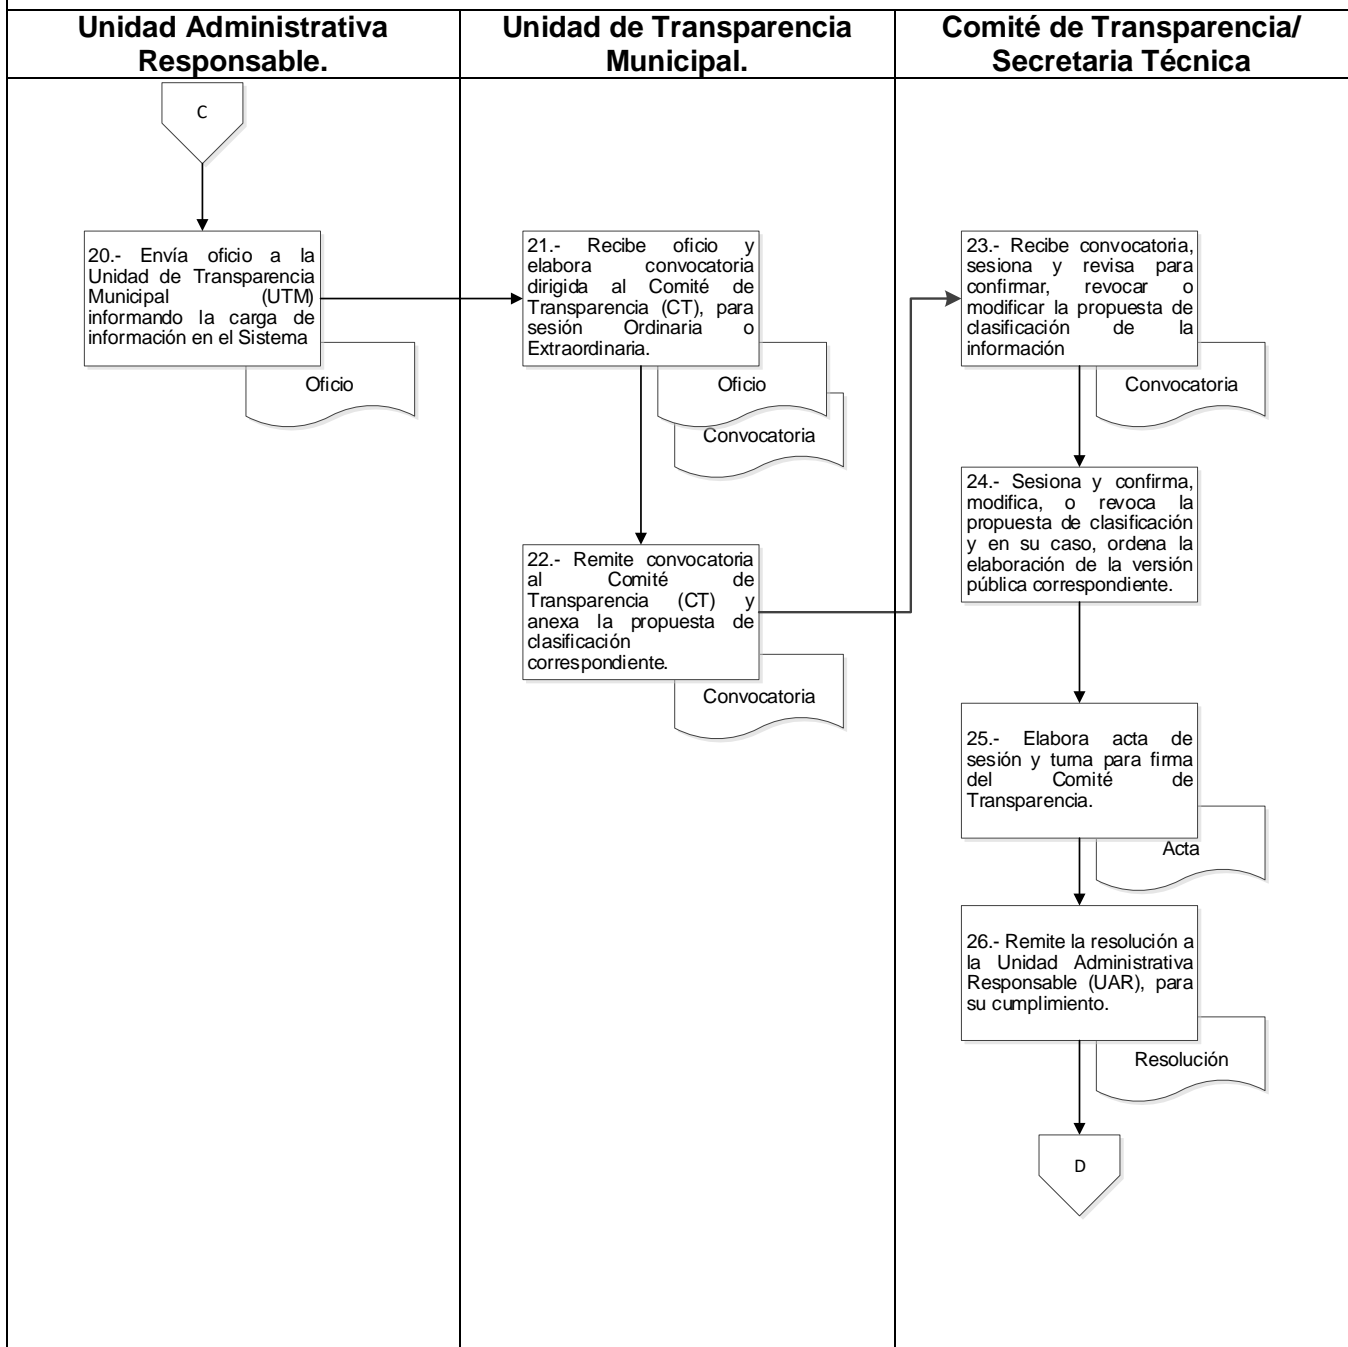 Unidad Administrativa
Responsable.
Unidad de Transparencia
Municipal.
Comité de Transparencia/
Secretaria Técnica
C
20.- Envía oficio a la
Unidad de Transparencia
Municipal (UTM)
informando la carga de
información en el Sistema
Oficio
21.- Recibe oficio y
elabora convocatoria
dirigida al Comité de
Transparencia (CT), para
sesión Ordinaria o
Extraordinaria.
Oficio
Convocatoria
22.- Remite convocatoria
al Comité de
Transparencia (CT) y
anexa la propuesta de
clasificación
correspondiente.
Convocatoria
23.- Recibe convocatoria,
sesiona y revisa para
confirmar, revocar o
modificar la propuesta de
clasificación de la
información
Convocatoria
24.- Sesiona y confirma,
modifica, o revoca la
propuesta de clasificación
y en su caso, ordena la
elaboración de la versión
pública correspondiente.
25.- Elabora acta de
sesión y turna para firma
del Comité de
Transparencia.
Acta
26.- Remite la resolución a
la Unidad Administrativa
Responsable (UAR), para
su cumplimiento.
Resolución
D